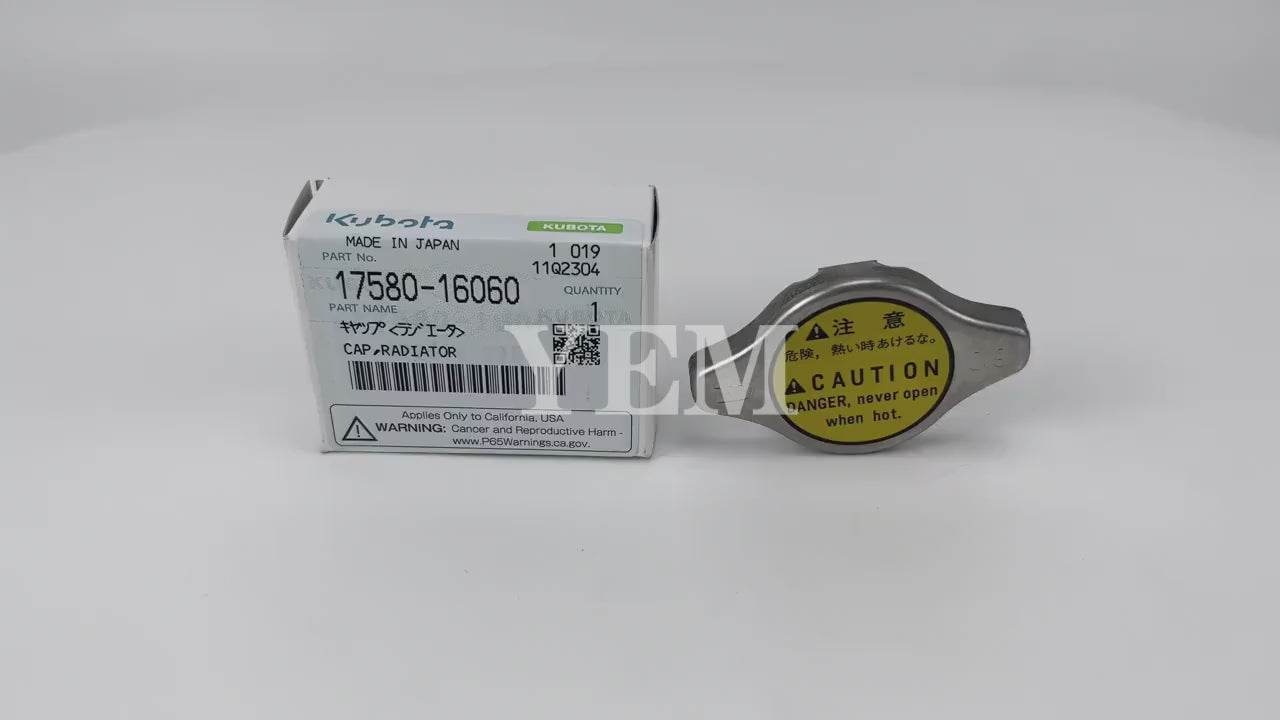 Kubota
KUBOTA
MADE IN JAPAN
1 019
PART No.
11Q2304
17580-16060
QUANTITY
1
PART NAME
KUBOTA
ｷﾔﾂﾌﾟ<ﾗｼﾞｴｰﾀ>
CAP,RADIATOR
Applies Only to California, USA
WARNING: Cancer and Reproductive Harm -
www.P65Warnings.ca.gov.
YEM
注 意
危険，熱い時あけるな。
CAUTION
DANGER, never open
when hot.